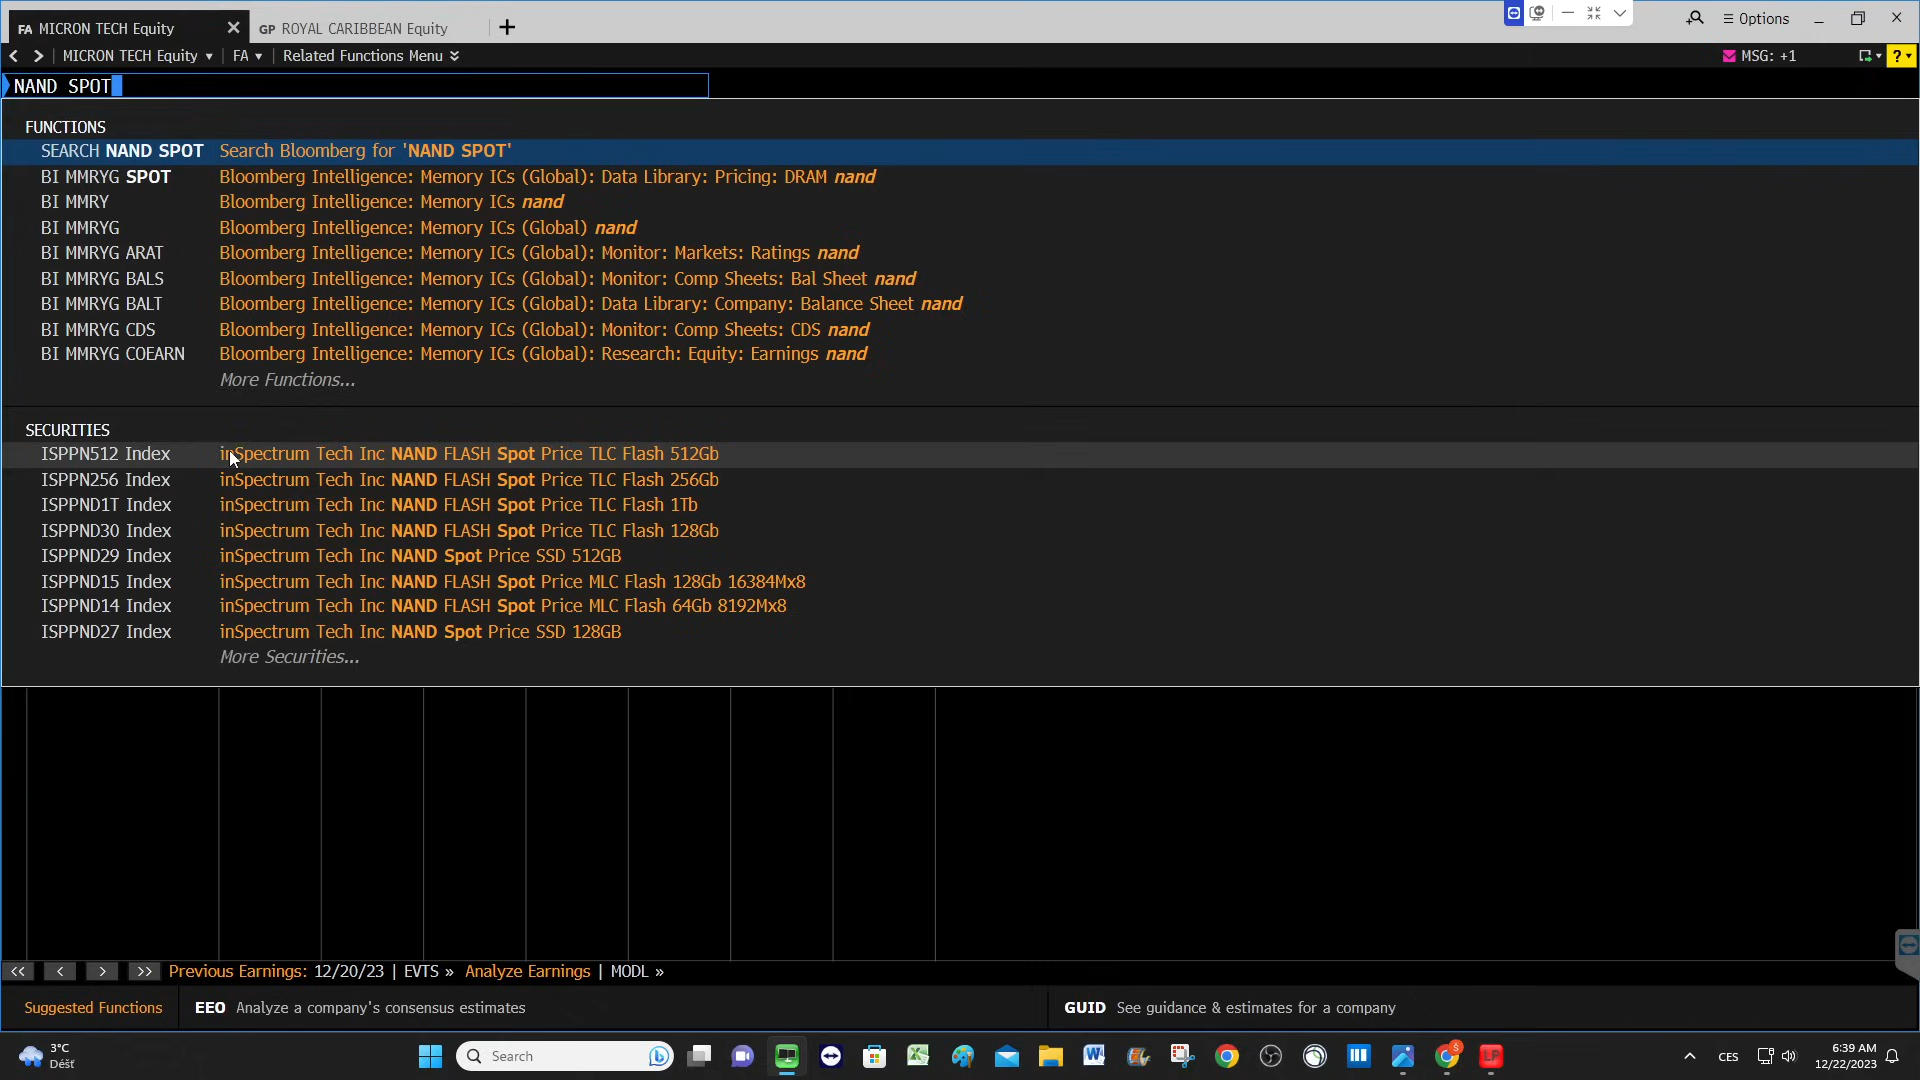 FA MICRON TECH Equity
GP ROYAL CARIBBEAN Equity
Options
MICRON TECH Equity
FA
Related Functions Menu
MSG: +1
?
NAND SPOT
FUNCTIONS
SEARCH NAND SPOT Search Bloomberg for 'NAND SPOT'
BI MMRYG SPOT Bloomberg Intelligence: Memory ICs (Global): Data Library: Pricing: DRAM nand
BI MMRY Bloomberg Intelligence: Memory ICs nand
BI MMRYG Bloomberg Intelligence: Memory ICs (Global) nand
BI MMRYG ARAT Bloomberg Intelligence: Memory ICs (Global): Monitor: Markets: Ratings nand
BI MMRYG BALS Bloomberg Intelligence: Memory ICs (Global): Monitor: Comp Sheets: Bal Sheet nand
BI MMRYG BALT Bloomberg Intelligence: Memory ICs (Global): Data Library: Company: Balance Sheet nand
BI MMRYG CDS Bloomberg Intelligence: Memory ICs (Global): Monitor: Comp Sheets: CDS nand
BI MMRYG COEARN Bloomberg Intelligence: Memory ICs (Global): Research: Equity: Earnings nand
More Functions...
SECURITIES
ISPPN512 Index inSpectrum Tech Inc NAND FLASH Spot Price TLC Flash 512Gb
ISPPN256 Index inSpectrum Tech Inc NAND FLASH Spot Price TLC Flash 256Gb
ISPPND1T Index inSpectrum Tech Inc NAND FLASH Spot Price TLC Flash 1Tb
ISPPND30 Index inSpectrum Tech Inc NAND FLASH Spot Price TLC Flash 128Gb
ISPPND29 Index inSpectrum Tech Inc NAND Spot Price SSD 512GB
ISPPND15 Index inSpectrum Tech Inc NAND FLASH Spot Price MLC Flash 128Gb 16384Mx8
ISPPND14 Index inSpectrum Tech Inc NAND FLASH Spot Price MLC Flash 64Gb 8192Mx8
ISPPND27 Index inSpectrum Tech Inc NAND Spot Price SSD 128GB
More Securities...
<< < > >> Previous Earnings: 12/20/23 | EVTS » Analyze Earnings | MODL »
Suggested Functions EEO Analyze a company's consensus estimates GUID See guidance & estimates for a company
3°C
Déšť
Search
CES
6:39 AM
12/22/2023